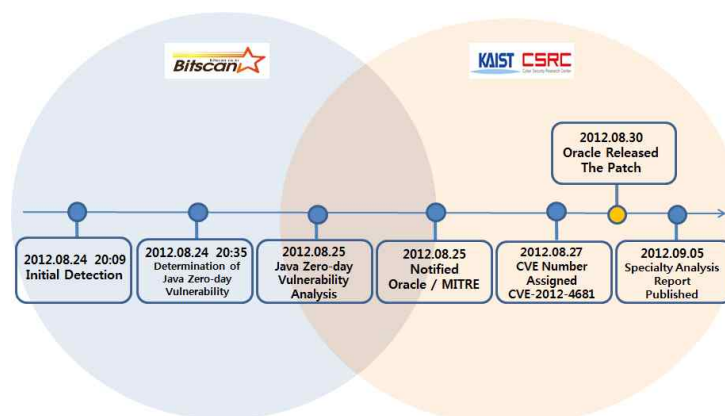 Bitscan
KAIST CSRC
Cyber Security Research Center
2012.08.30
Oracle Released
The Patch
2012.08.24 20:09
Initial Detection
2012.08.24 20:35
Determination of
Java Zero-day
Vulnerability
2012.08.25
Java Zero-day
Vulnerability
Analysis
2012.08.25
Notified
Oracle / MITRE
2012.08.27
CVE Number
Assigned
CVE-2012-4681
2012.09.05
Specialty Analysis
Report
Published